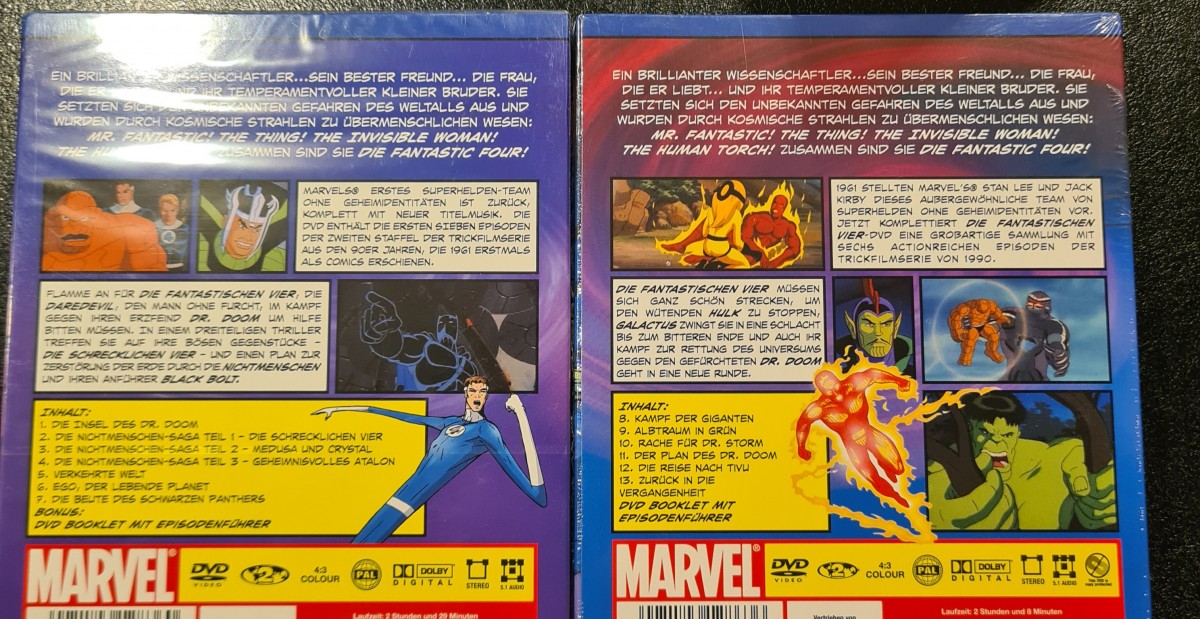 EIN BRILLIANTER WISSENSCHAFTLER...SEIN BESTER FREUND... DIE FRAU,
DIE ER UND IHR TEMPERAMENTVOLLER KLEINER BRUDER. SIE
SETZTEN SICH DEN UNBEKANNTEN GEFAHREN DES WELTALLS AUS UND
WURDEN DURCH KOSMISCHE STRAHLEN ZU ÜBERMENSCHLICHEN WESEN:
MR. FANTASTIC! THE THING! THE INVISIBLE WOMAN!
THE ZUSAMMEN SIND SIE DIE FANTASTIC FOUR!
MARVELS® ERSTES SUPERHELDEN-TEAM
OHNE GEHEIMIDENTITÄTEN IST ZURÜCK,
KOMPLETT MIT NEUER TITELMUSIK. DIE
DVD ENTHÄLT DIE ERSTEN SIEBEN EPISODEN
DER ZWEITEN STAFFEL DER TRICKFILMSERIE
AUS DEN 90ER JAHREN, DIE 1961 ERSTMALS
ALS COMICS ERSCHIENEN.
FLAMME AN FÜR DIE FANTASTISCHEN VIER, DIE
DAREDEVIL, DEN MANN OHNE FURCHT, IM KAMPF
GEGEN IHREN ERZFEIND DR. DOOM UM HILFE
BITTEN MÜSSEN. IN EINEM DREITEILIGEN THRILLER
TREFFEN SIE AUF IHRE BÖSEN GEGENSTÜCKE -
DIE SCHRECKLICHEN VIER - UND EINEN PLAN ZUR
ZERSTÖRUNG DER ERDE DURCH DIE NICHTMENSCHEN
UND IHREN ANFÜHRER BLACK BOLT.
INHALT:
1. DIE INSEL DES DR. DOOM
2. DIE NICHTMENSCHEN-SAGA TEIL 1 - DIE SCHRECKLICHEN VIER
3. DIE NICHTMENSCHEN-SAGA TEIL 2 - MEDUSA UND CRYSTAL
4. DIE NICHTMENSCHEN-SAGA TEIL 3 - GEHEIMNISVOLLES ATALON
5. VERKEHRTE WELT
6. EGO, DER LEBENDE PLANET
7. DIE BEUTE DES SCHWARZEN PANTHERS
BONUS:
DVD BOOKLET MIT EPISODENFÜHRER
MARVEL®
DVD VIDEO
2
4:3
COLOUR
PAL
DOLBY
DIGITAL
STEREO
5.1 AUDIO
Laufzeit: 2 Stunden und 29 Minuten
EIN BRILLIANTER WISSENSCHAFTLER...SEIN BESTER FREUND... DIE FRAU,
DIE ER LIEBT... UND IHR TEMPERAMENTVOLLER KLEINER BRUDER. SIE
SETZTEN SICH DEN UNBEKANNTEN GEFAHREN DES WELTALLS AUS UND
WURDEN DURCH KOSMISCHE STRAHLEN ZU ÜBERMENSCHLICHEN WESEN:
MR. FANTASTIC! THE THING! THE INVISIBLE WOMAN!
THE HUMAN TORCH! ZUSAMMEN SIND SIE DIE FANTASTIC FOUR!
1961 STELLTEN MARVEL'S® STAN LEE UND JACK
KIRBY DIESES AUßERGEWÖHNLICHE TEAM VON
SUPERHELDEN OHNE GEHEIMIDENTITÄTEN VOR.
JETZT KOMPLETTIERT DIE FANTASTISCHEN
VIER-DVD EINE GROßARTIGE SAMMLUNG MIT
SECHS ACTIONREICHEN EPISODEN DER
TRICKFILMSERIE VON 1990.
DIE FANTASTISCHEN VIER MÜSSEN
SICH GANZ SCHÖN STRECKEN, UM
DEN WÜTENDEN HULK ZU STOPPEN,
GALACTUS ZWINGT SIE IN EINE SCHLACHT
BIS ZUM BITTEREN ENDE UND AUCH IHR
KAMPF ZUR RETTUNG DES UNIVERSUMS
GEGEN DEN GEFÜRCHTETEN DR. DOOM
GEHT IN EINE NEUE RUNDE.
INHALT:
8. KAMPF DER GIGANTEN
9. ALBTRAUM IN GRÜN
10. RACHE FÜR DR. STORM
11. DER PLAN DES DR. DOOM
12. DIE REISE NACH TIVU
13. ZURÜCK IN DIE
VERGANGENHEIT
DVD BOOKLET MIT
EPISODENFÜHRER
MARVEL®
DVD VIDEO
2
4:3
COLOUR
PAL
DOLBY
DIGITAL
STEREO
5.1 AUDIO
Vertrieben von
Laufzeit: 2 Stunden und 8 Minuten